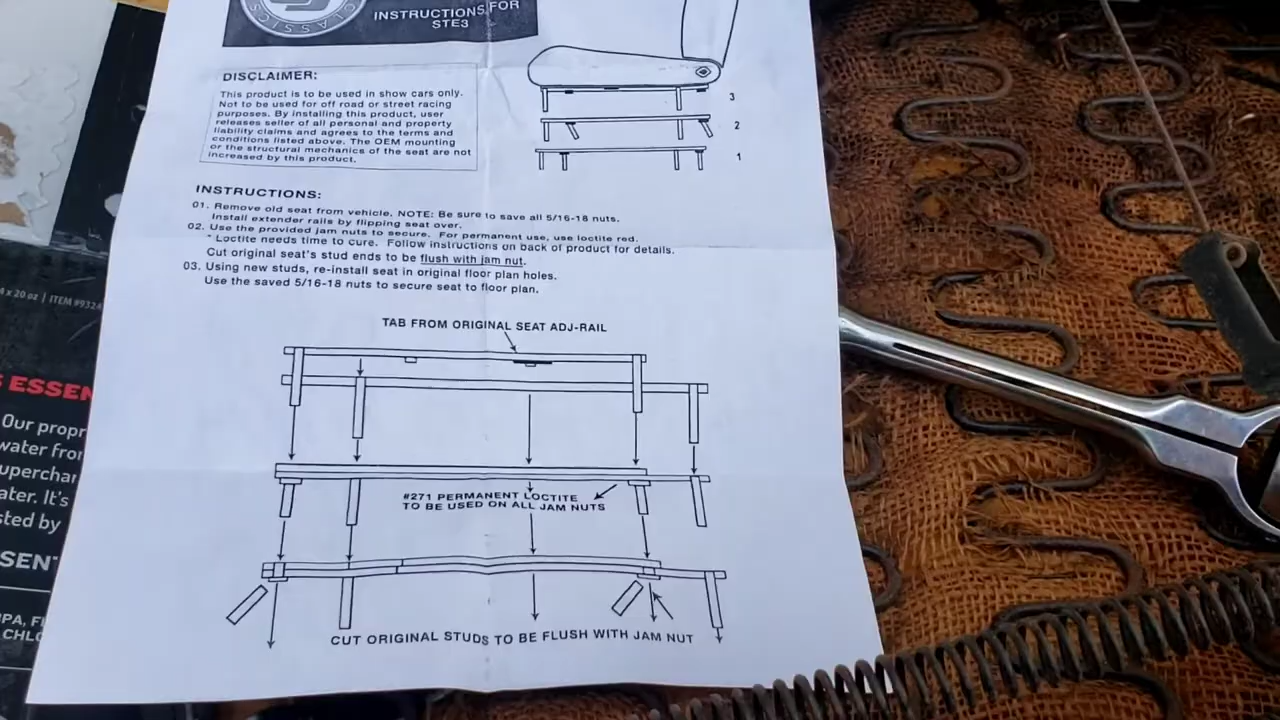 CLASSICS
INSTRUCTIONS FOR
STE3
DISCLAIMER:
This product is to be used in show cars only.
Not to be used for off road or street racing
purposes. By installing this product, user
releases seller of all personal and property
liability claims and agrees to the terms and
conditions listed above. The OEM mounting
or the structural mechanics of the seat are not
increased by this product.
3
2
1
INSTRUCTIONS:
01. Remove old seat from vehicle. NOTE: Be sure to save all 5/16-18 nuts.
Install extender rails by flipping seat over.
02. Use the provided jam nuts to secure. For permanent use, use loctite red.
* Loctite needs time to cure. Follow instructions on back of product for details.
Cut original seat's stud ends to be flush with jam nut.
03. Using new studs, re-install seat in original floor plan holes.
Use the saved 5/16-18 nuts to secure seat to floor plan.
TAB FROM ORIGINAL SEAT ADJ-RAIL
#271 PERMANENT LOCTITE
TO BE USED ON ALL JAM NUTS
CUT ORIGINAL STUDS TO BE FLUSH WITH JAM NUT
4 x 20 oz | ITEM #932A
ESSEN
Our propr
water fror
uperchar
ater. It's
sted by
SEN